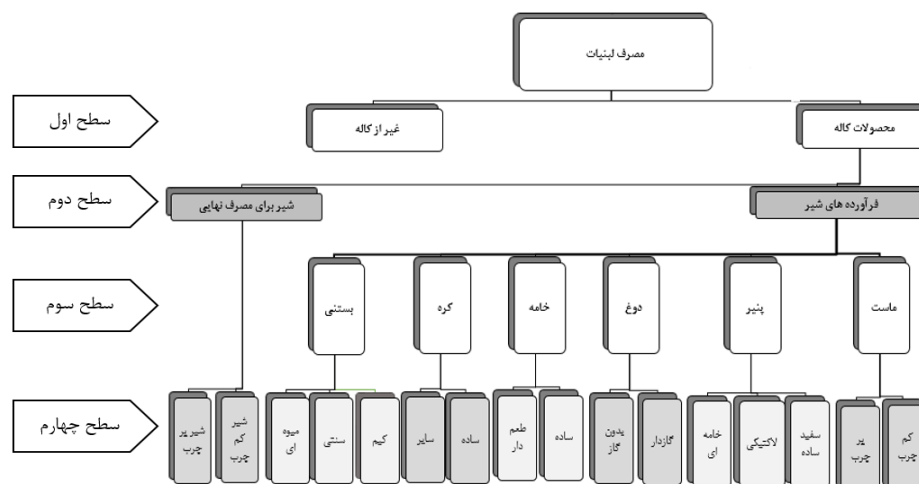 مصرف لبنیات
سطح اول
محصولات کاله
غیر از کاله
سطح دوم
فرآورده های شیر
شیر برای مصرف نهایی
سطح سوم
ماست
پنیر
دوغ
خامه
کره
بستنی
سطح چهارم
کم
چرب
پر
چرب
سفید
ساده
لاکتیکی
خامه
ای
گازدار
بدون
گاز
ساده
طعم
دار
ساده
سایر
کیم
سنتی
میوه
ای
شیر
کم
چرب
شیر پر
چرب